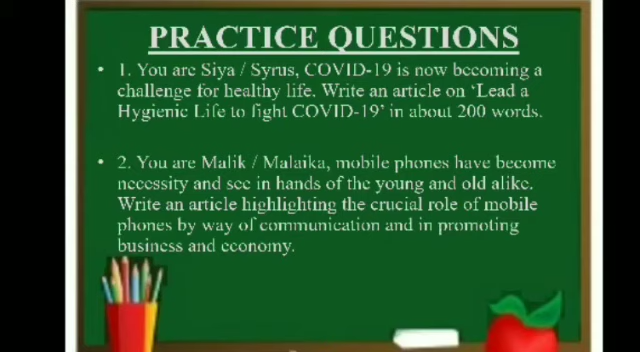 PRACTICE QUESTIONS
• 1. You are Siya / Syrus, COVID-19 is now becoming a
challenge for healthy life. Write an article on ‘Lead a
Hygienic Life to fight COVID-19’ in about 200 words.
• 2. You are Malik / Malaika, mobile phones have become
necessity and see in hands of the young and old alike.
Write an article highlighting the crucial role of mobile
phones by way of communication and in promoting
business and economy.